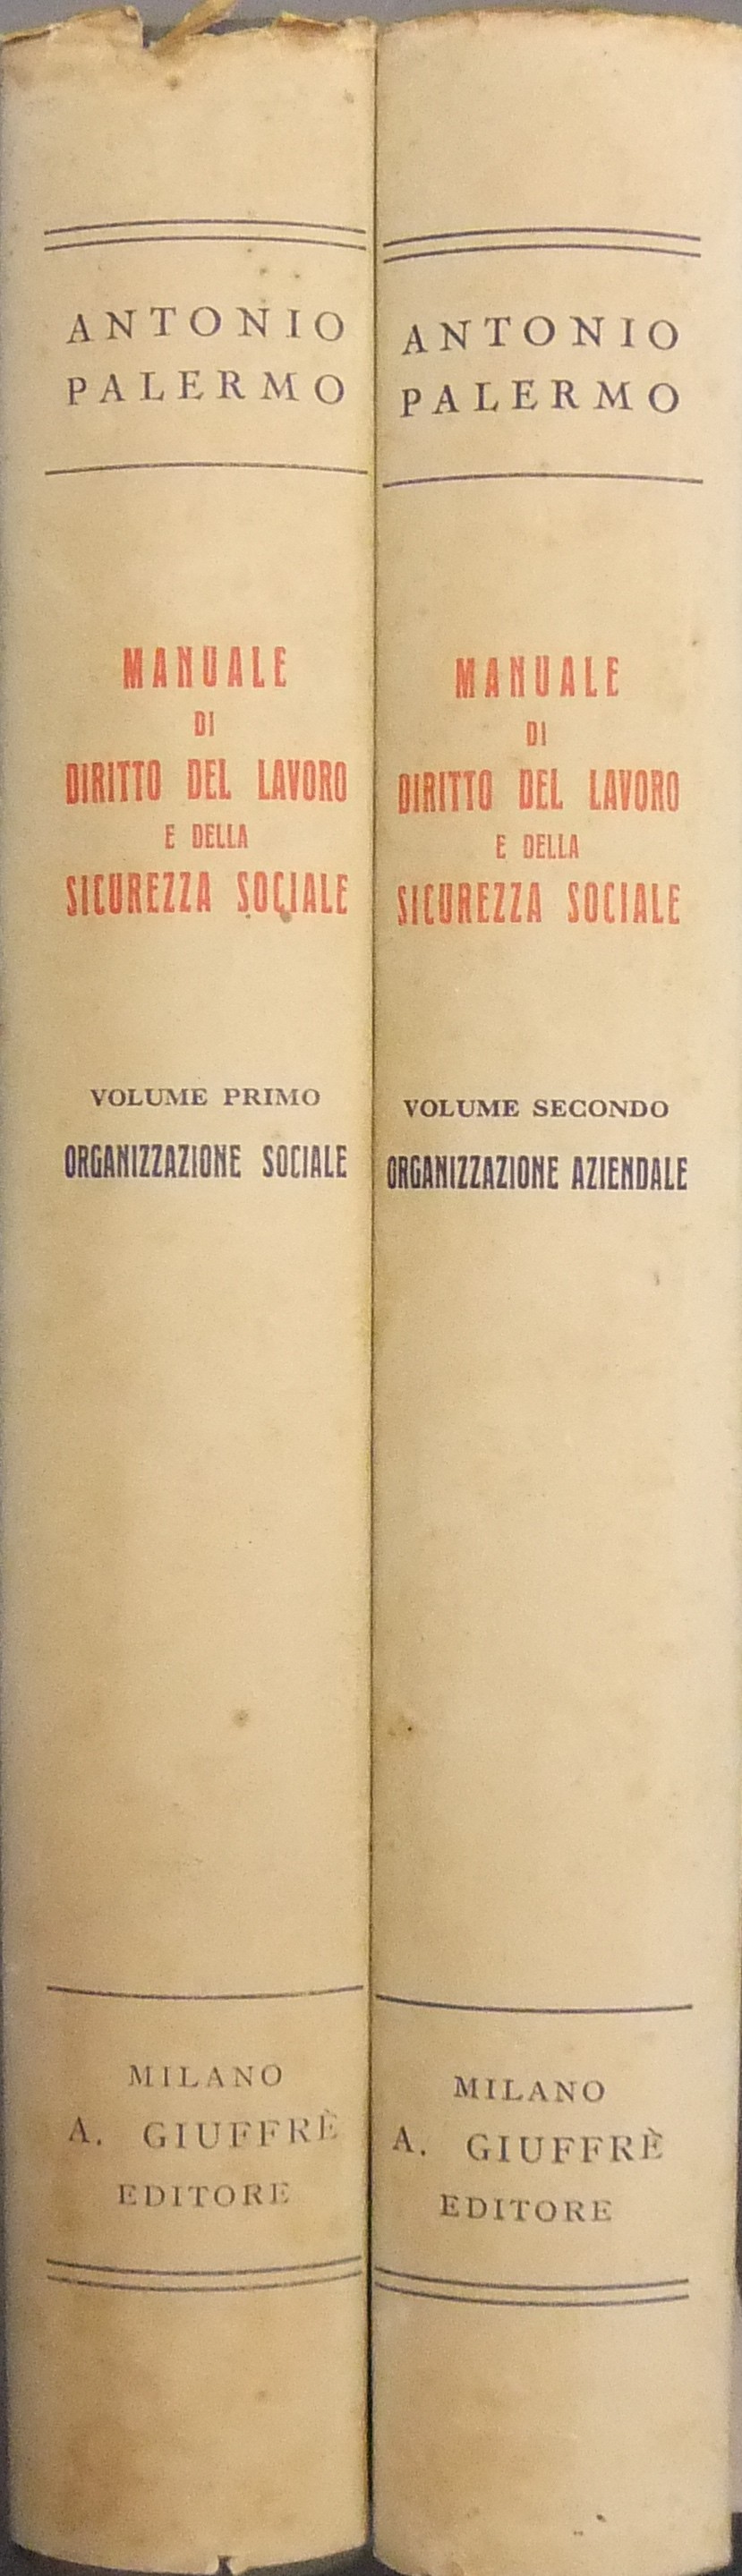 ANTONIO
PALERMO
MANUALE
DI
DIRITTO DEL LAVORO
E DELLA
SICUREZZA SOCIALE
VOLUME PRIMO
ORGANIZZAZIONE SOCIALE
MILANO
A. GIUFFRÈ
EDITORE
ANTONIO
PALERMO
MANUALE
DI
DIRITTO DEL LAVORO
E DELLA
SICUREZZA SOCIALE
VOLUME SECONDO
ORGANIZZAZIONE AZIENDALE
MILANO
A. GIUFFRÈ
EDITORE